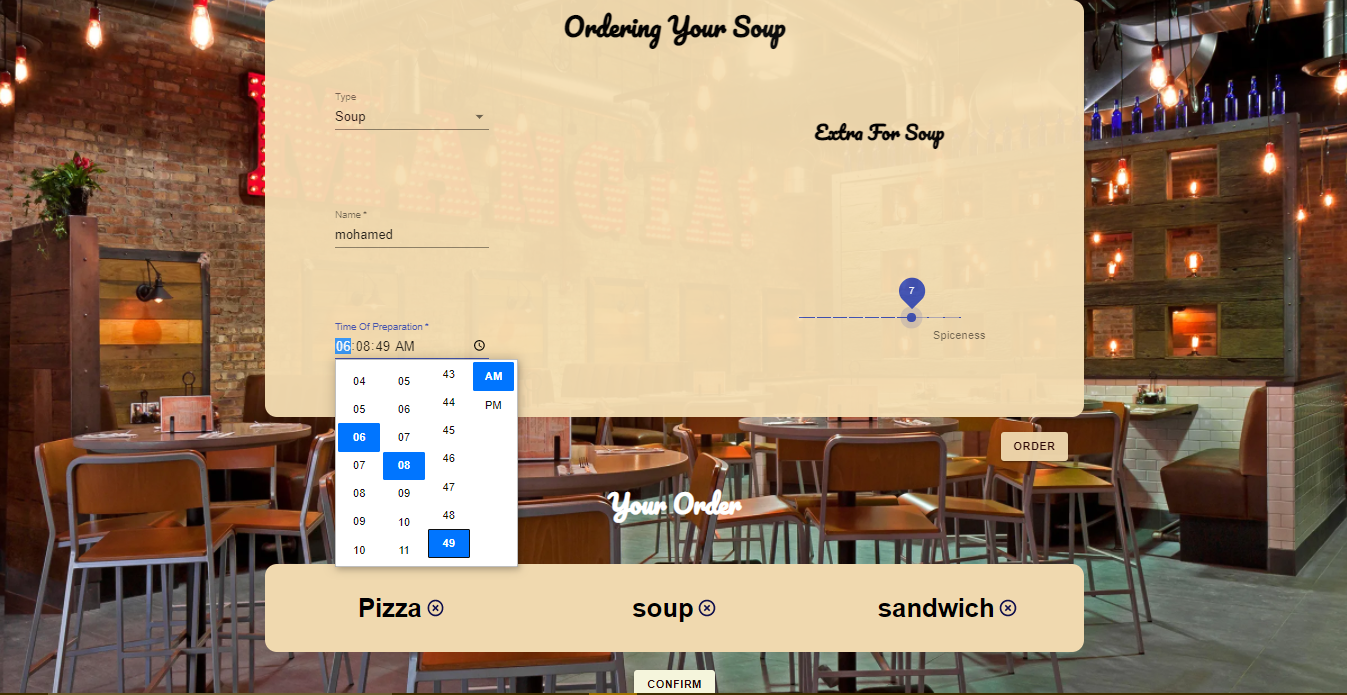 Ordering Your Soup
Type
Soup
Extra For Soup
Name *
mohamed
7
Spiceness
Time Of Preparation *
06:08:49 AM
04 05 43 AM
05 06 44 PM
06 07 45
07 08 46
08 09 47
09 10 48
10 11 49
ORDER
Your Order
Pizza
soup
sandwich
CONFIRM